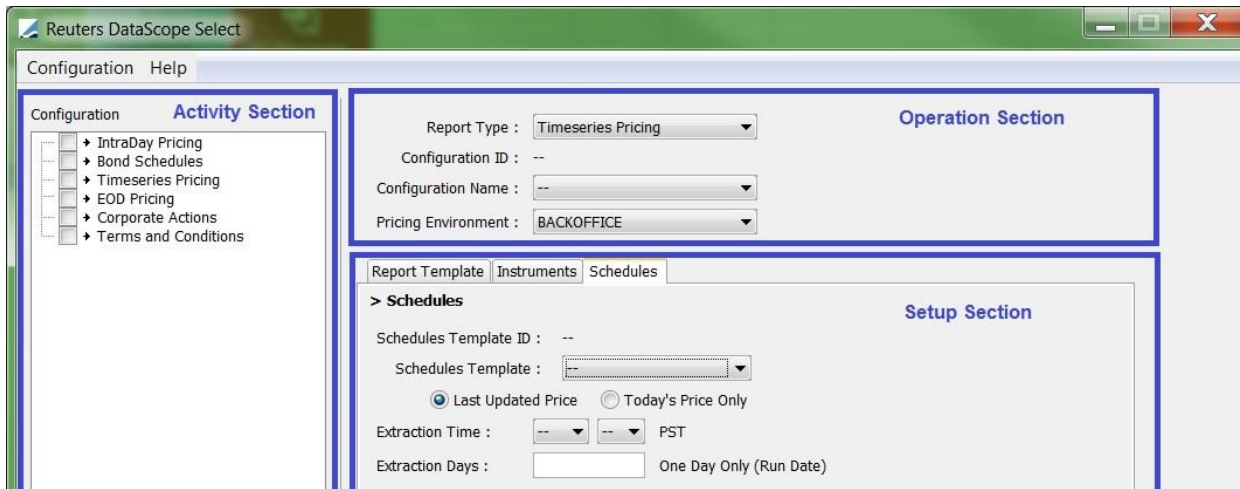 Reuters DataScope Select
Configuration Help
Configuration Activity Section
IntraDay Pricing
Bond Schedules
Timeseries Pricing
EOD Pricing
Corporate Actions
Terms and Conditions
Operation Section
Report Type : Timeseries Pricing
Configuration ID : --
Configuration Name : --
Pricing Environment : BACKOFFICE
Report Template Instruments Schedules
> Schedules
Setup Section
Schedules Template ID : --
Schedules Template : --
Last Updated Price Today's Price Only
Extraction Time : -- -- PST
Extraction Days : One Day Only (Run Date)